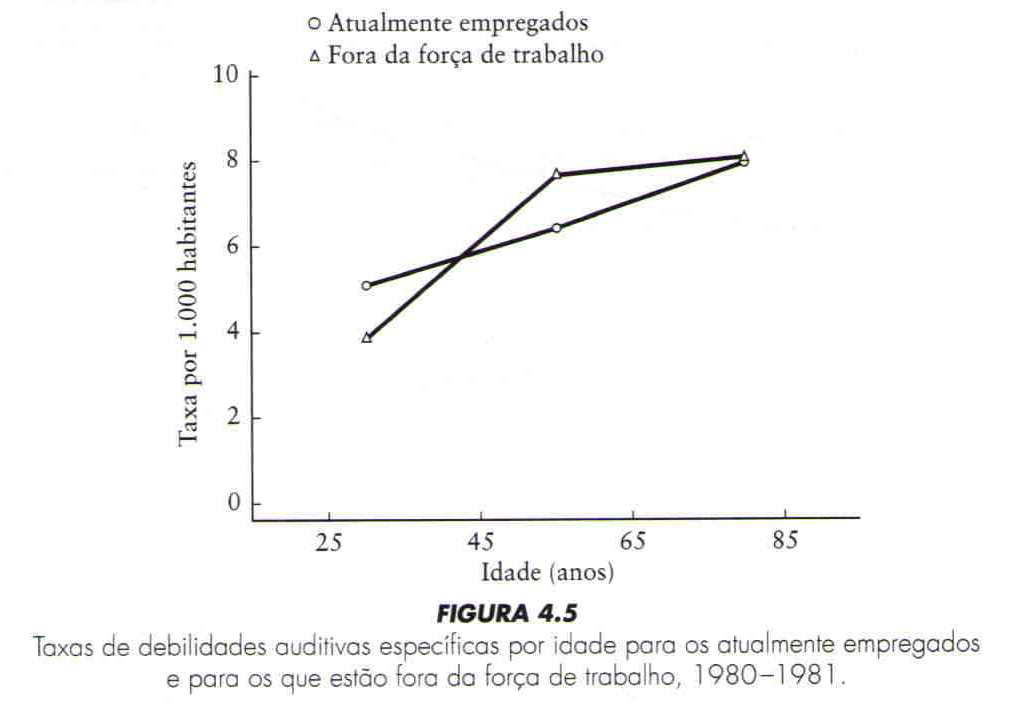 ○ Atualmente empregados
△ Fora da força de trabalho
10
8
6
4
2
0
Taxa por 1.000 habitantes
25 45 65 85
Idade (anos)
FIGURA 4.5
Taxas de debilidades auditivas específicas por idade para os atualmente empregados
e para os que estão fora da força de trabalho, 1980–1981.